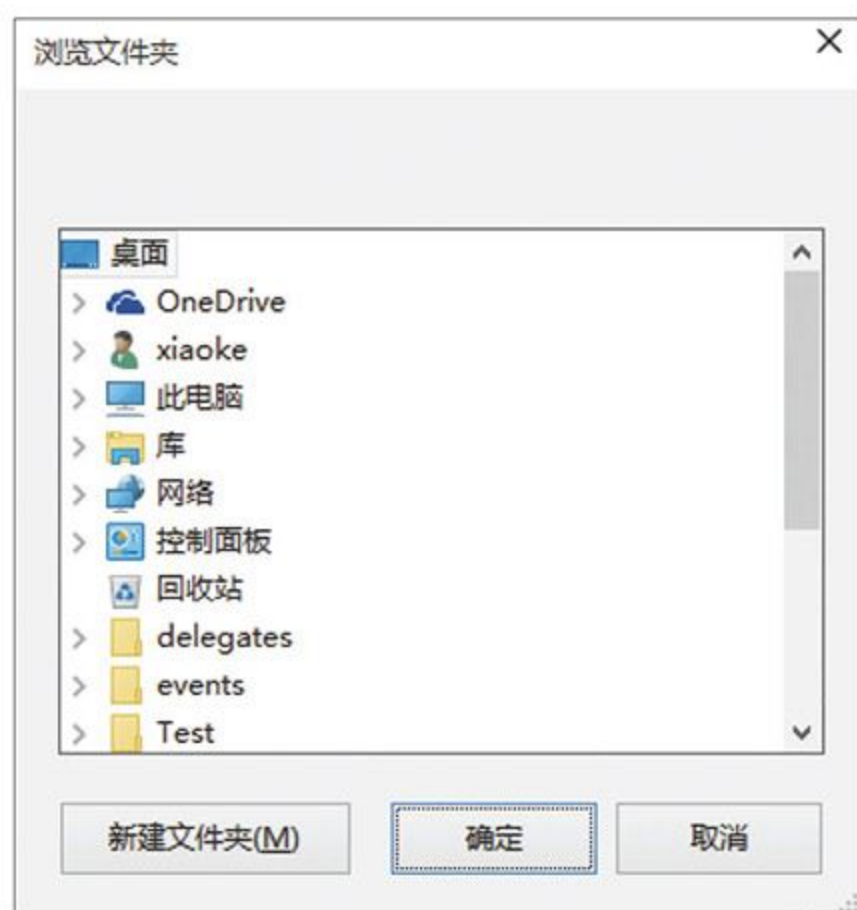 浏览文件夹
桌面
OneDrive
xiaoke
此电脑
库
网络
控制面板
回收站
delegates
events
Test
新建文件夹(M) 确定 取消